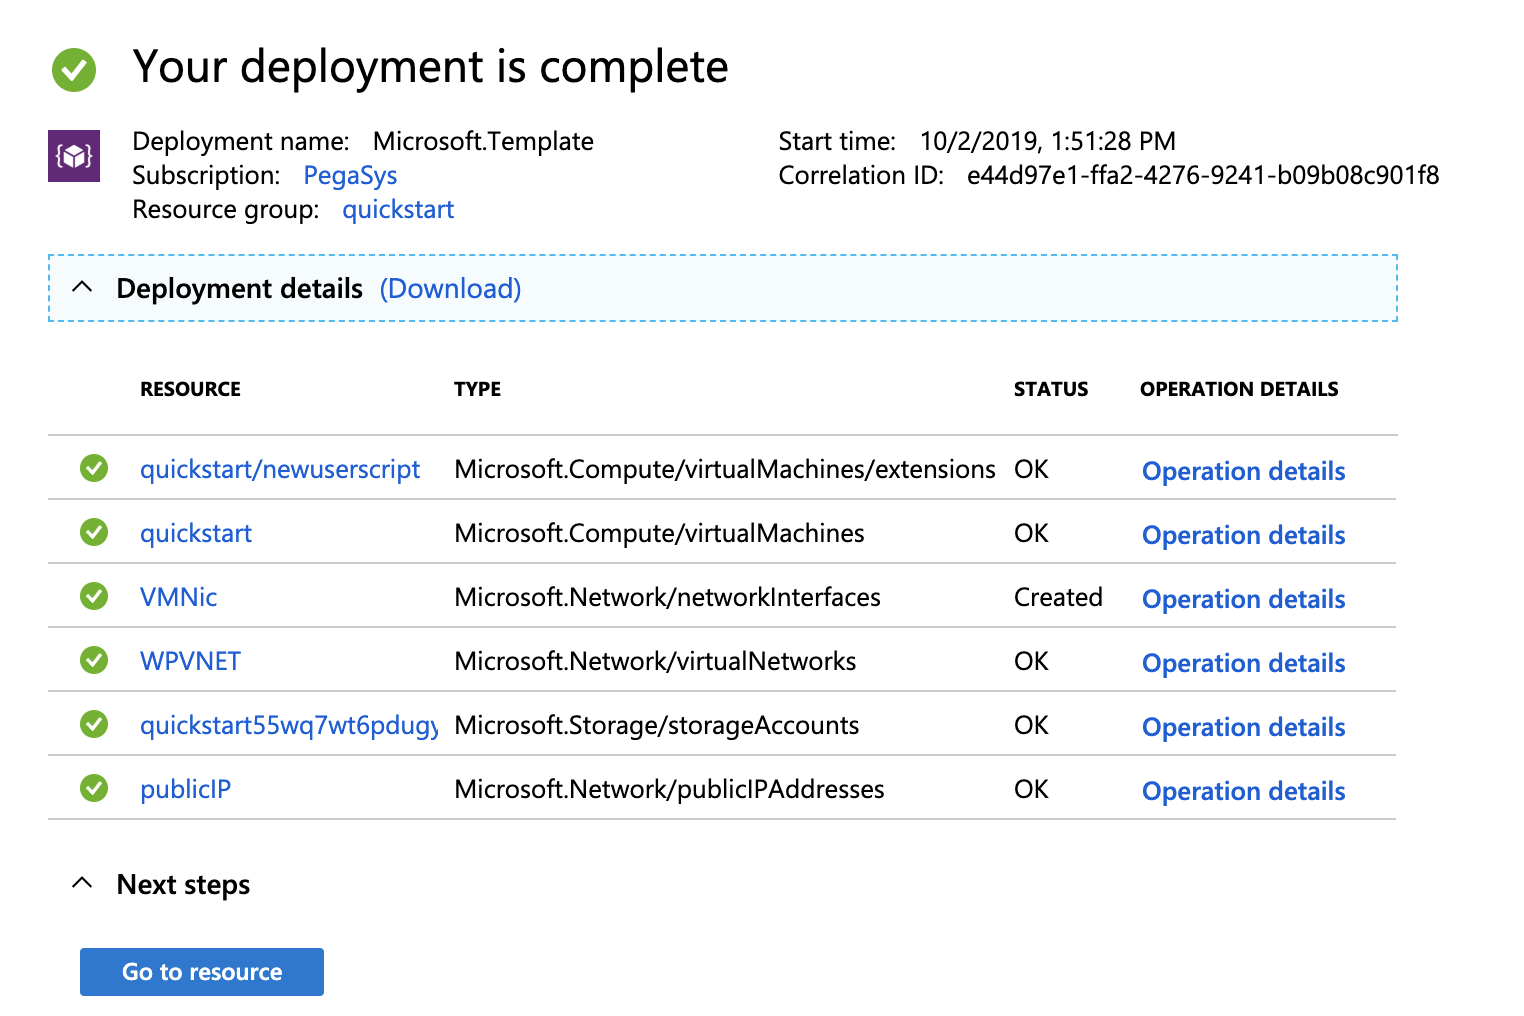 Your deployment is complete
Deployment name: Microsoft.Template
Subscription: PegaSys
Resource group: quickstart
Start time: 10/2/2019, 1:51:28 PM
Correlation ID: e44d97e1-ffa2-4276-9241-b09b08c901f8
Deployment details (Download)
RESOURCE TYPE STATUS OPERATION DETAILS
quickstart/newuserscript Microsoft.Compute/virtualMachines/extensions OK Operation details
quickstart Microsoft.Compute/virtualMachines OK Operation details
VMNic Microsoft.Network/networkInterfaces Created Operation details
WPVNET Microsoft.Network/virtualNetworks OK Operation details
quickstart55wq7wt6pdugy Microsoft.Storage/storageAccounts OK Operation details
publicIP Microsoft.Network/publicIPAddresses OK Operation details
Next steps
Go to resource